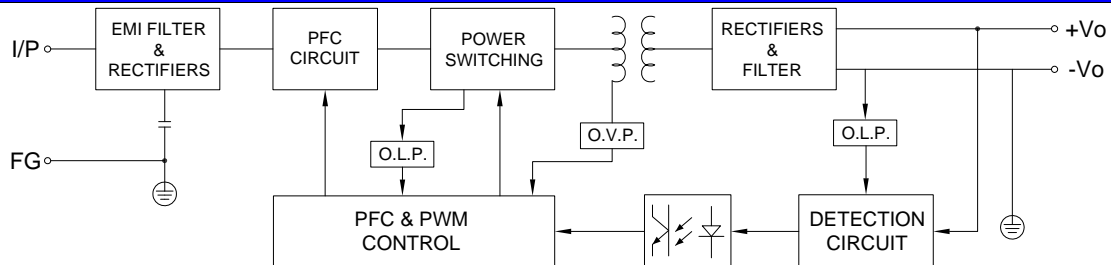 I/P
EMI FILTER
&
RECTIFIERS
PFC
CIRCUIT
POWER
SWITCHING
RECTIFIERS
&
FILTER
+Vo
-Vo
O.L.P.
O.V.P.
O.L.P.
FG
PFC & PWM
CONTROL
DETECTION
CIRCUIT